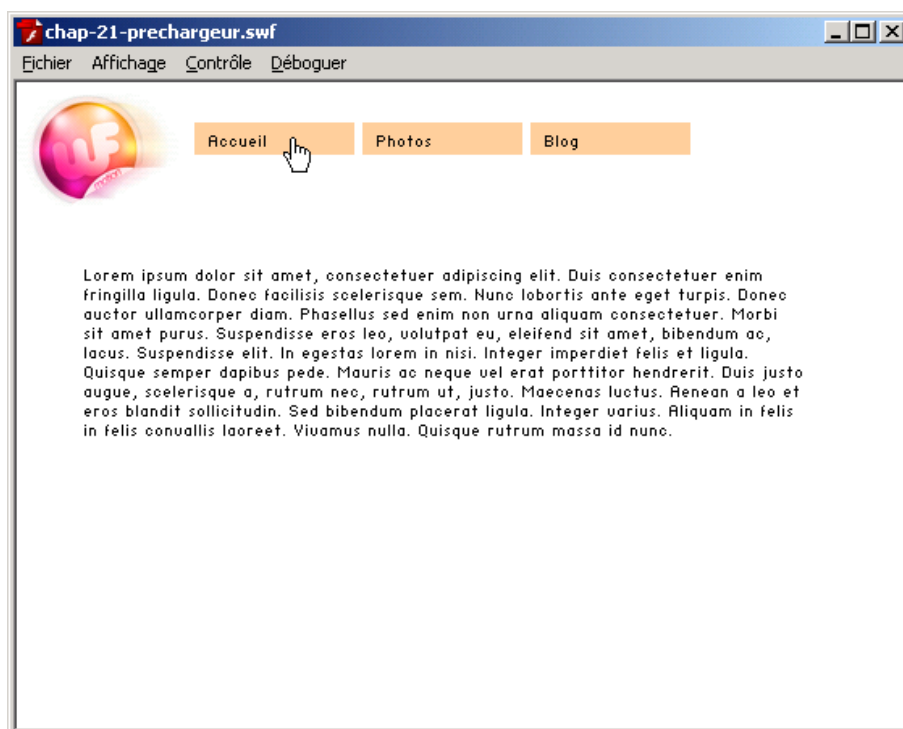 chap-21-prechargeur.swf
Fichier Affichage Contrôle Déboguer
WF
motion
Accueil Photos Blog
Lorem ipsum dolor sit amet, consectetuer adipiscing elit. Duis consectetuer enim
fringilla ligula. Donec facilisis scelerisque sem. Nunc lobortis ante eget turpis. Donec
auctor ullamcorper diam. Phasellus sed enim non urna aliquam consectetuer. Morbi
sit amet purus. Suspendisse eros leo, volutpat eu, eleifend sit amet, bibendum ac,
lacus. Suspendisse elit. In egestas lorem in nisi. Integer imperdiet felis et ligula.
Quisque semper dapibus pede. Mauris ac neque vel erat porttitor hendrerit. Duis justo
augue, scelerisque a, rutrum nec, rutrum ut, justo. Maecenas luctus. Aenean a leo et
eros blandit sollicitudin. Sed bibendum placerat ligula. Integer varius. Aliquam in felis
in felis convallis laoreet. Vivamus nulla. Quisque rutrum massa id nunc.